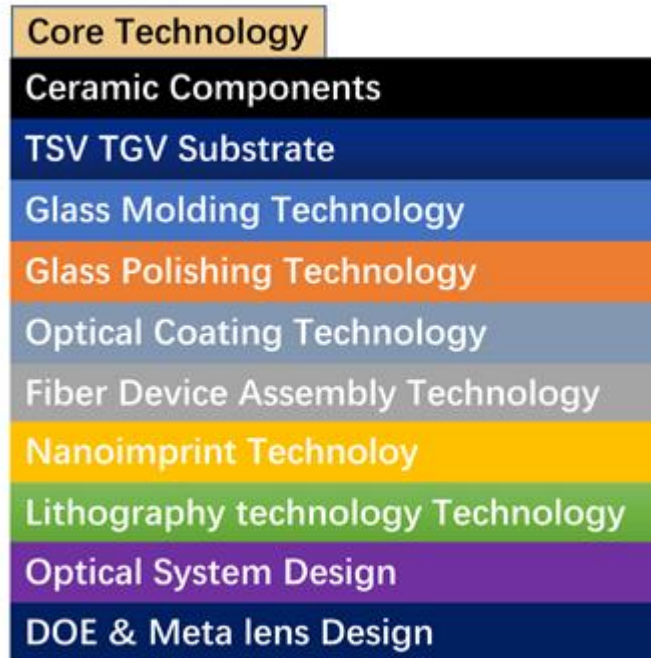 Core Technology
Ceramic Components
TSV TGV Substrate
Glass Molding Technology
Glass Polishing Technology
Optical Coating Technology
Fiber Device Assembly Technology
Nanoimprint Technoloy
Lithography technology Technology
Optical System Design
DOE & Meta lens Design